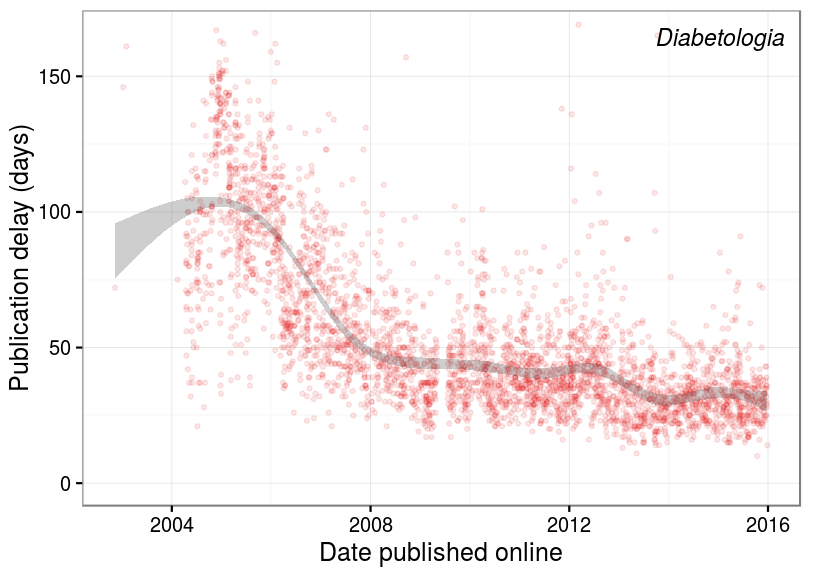 Diabetologia
Publication delay (days)
150
100
50
0
2004 2008 2012 2016
Date published online